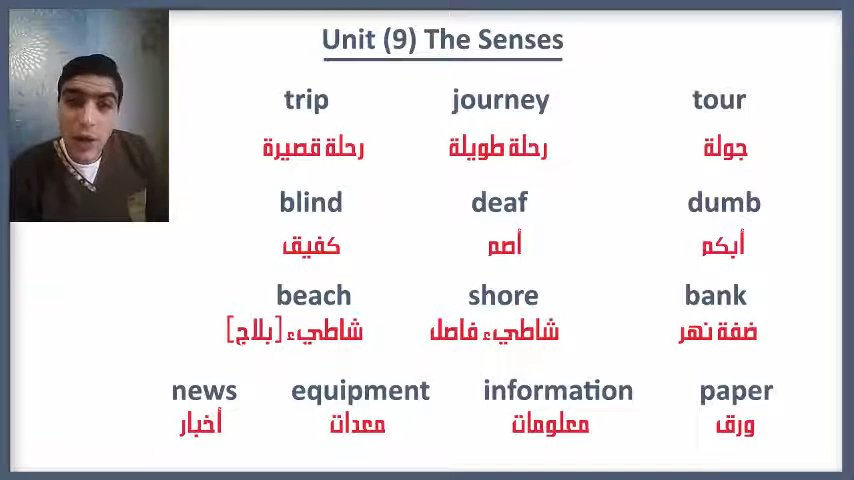 Unit (9) The Senses
trip journey tour
رحلة قصيرة رحلة طويلة جولة
blind deaf dumb
كفيف أصم أبكم
beach shore bank
شاطيء [بلاج] شاطيء فاصل ضفة نهر
news equipment information paper
أخبار معدات معلومات ورق